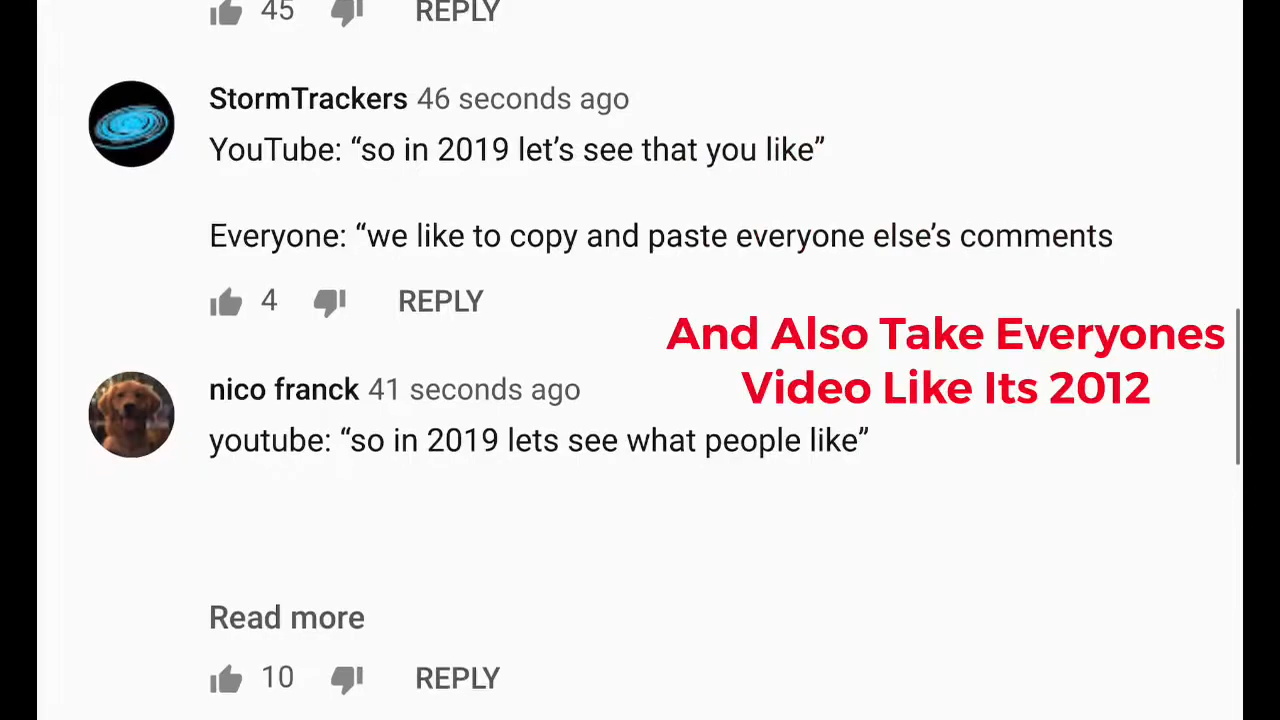 45 REPLY
StormTrackers 46 seconds ago
YouTube: “so in 2019 let’s see that you like”
Everyone: “we like to copy and paste everyone else’s comments
4 REPLY
And Also Take Everyones
Video Like Its 2012
nico franck 41 seconds ago
youtube: “so in 2019 lets see what people like”
Read more
10 REPLY